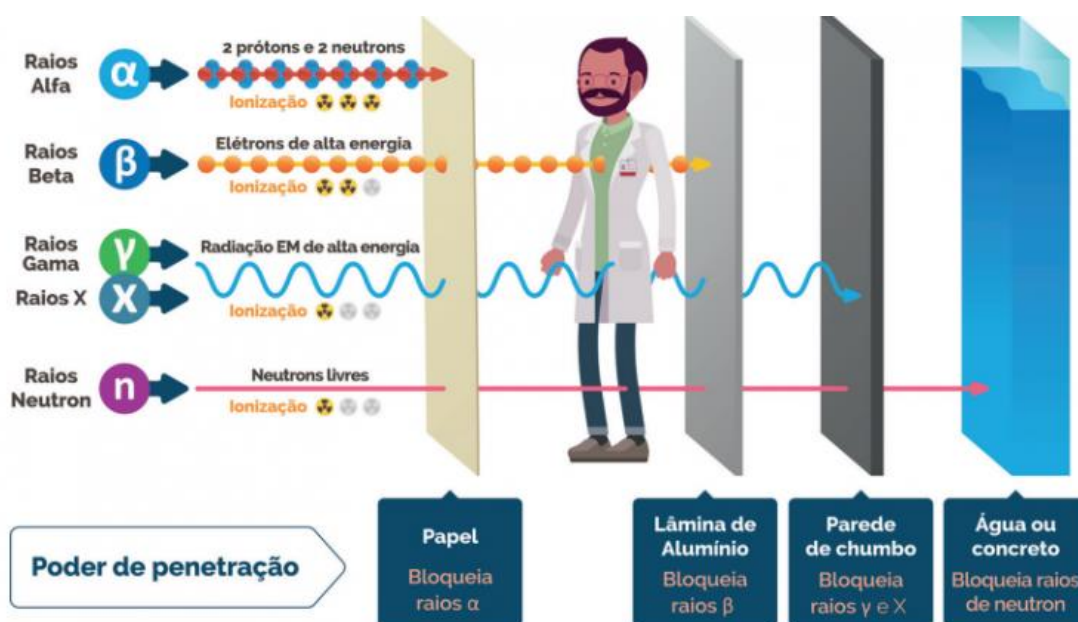 Raios
Alfa
α
2 prótons e 2 neutrons
Ionização
Raios
Beta
β
Elétrons de alta energia
Ionização
Raios
Gama
γ
Radiação EM de alta energia
Raios X
X
Ionização
Raios
Neutron
n
Neutrons livres
Ionização
Poder de penetração
Papel
Bloqueia
raios α
Lâmina de
Alumínio
Bloqueia
raios β
Parede
de chumbo
Bloqueia
raios γ e X
Água ou
concreto
Bloqueia raios
de neutron